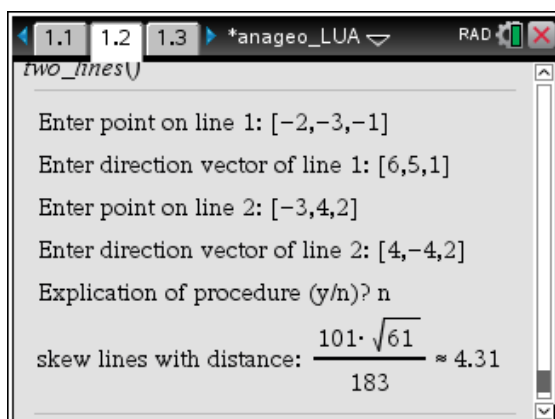 1.1 1.2 1.3 *anageo_LUA RAD
two_lines()
Enter point on line 1: [−2,−3,−1]
Enter direction vector of line 1: [6,5,1]
Enter point on line 2: [−3,4,2]
Enter direction vector of line 2: [4,−4,2]
Explication of procedure (y/n)? n
skew lines with distance: 101·√61 / 183 ≈ 4.31